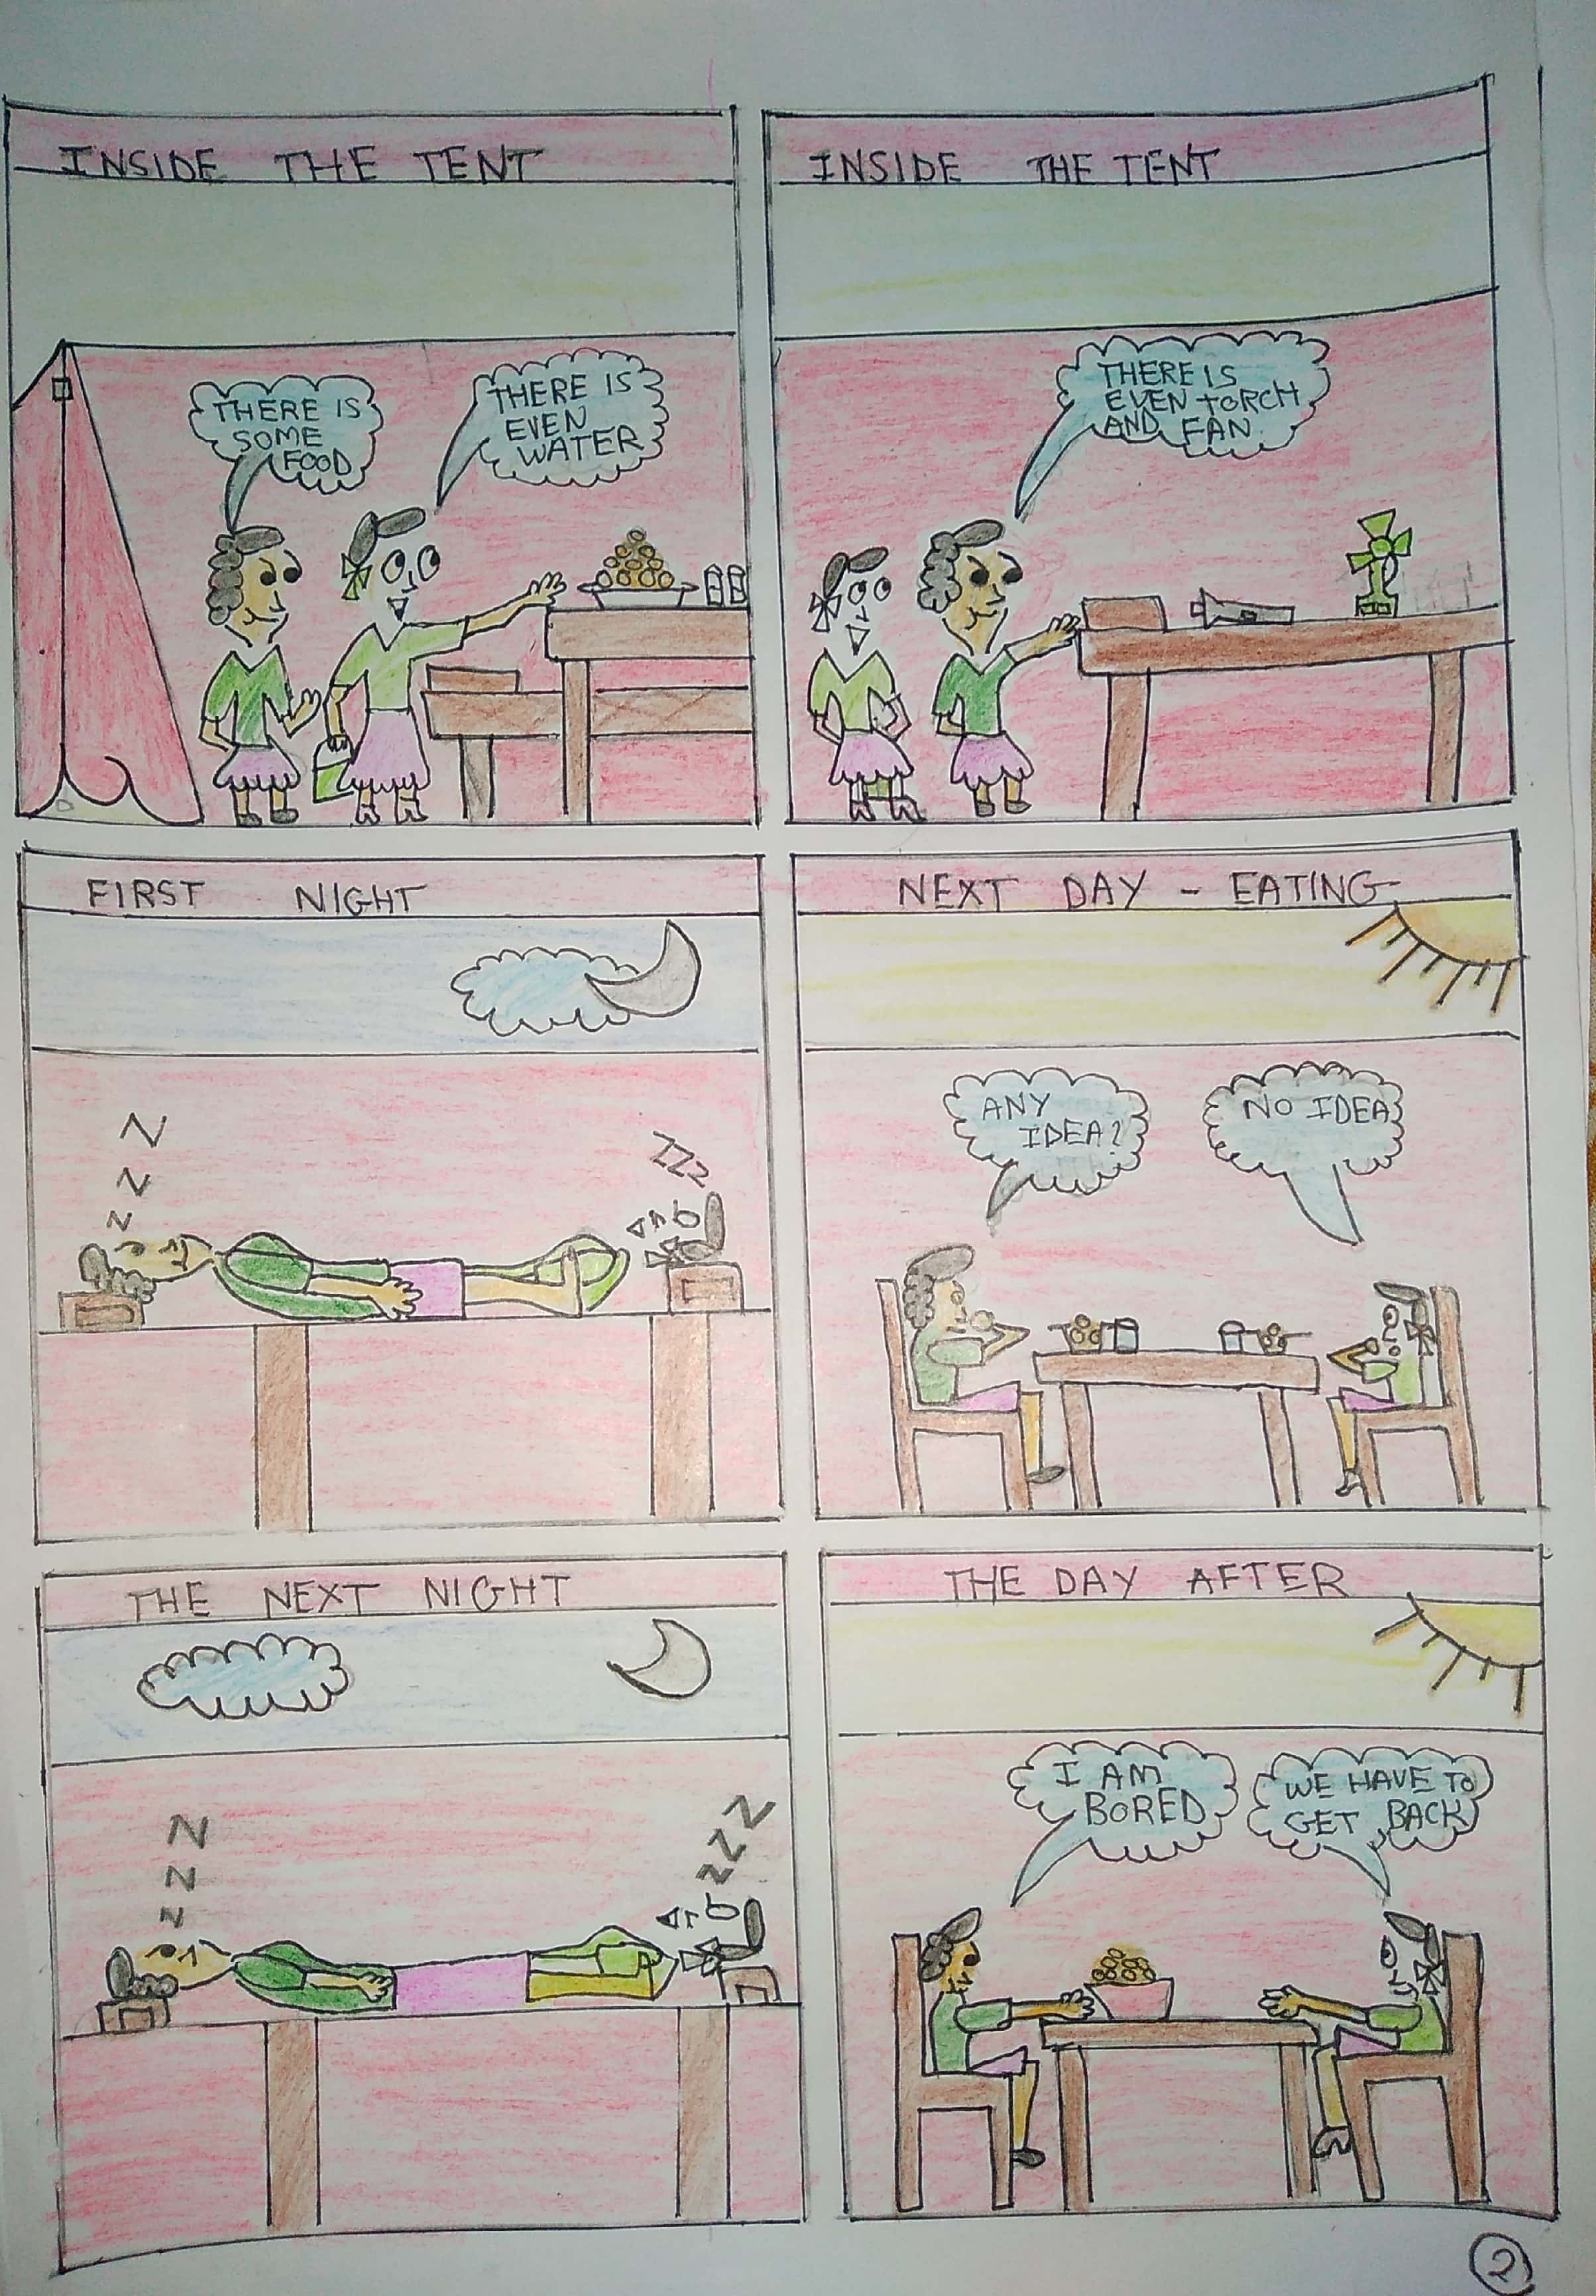 INSIDE THE TENT
THERE IS
SOME
FOOD
THERE IS
EVEN
WATER
INSIDE THE TENT
THERE IS
EVEN TORCH
AND FAN
FIRST NIGHT
Z
Z
Z
ZZZ
NEXT DAY - EATING
ANY
IDEA?
NO IDEA
THE NEXT NIGHT
Z
Z
Z
ZZZ
THE DAY AFTER
I AM
BORED
WE HAVE TO
GET BACK
2